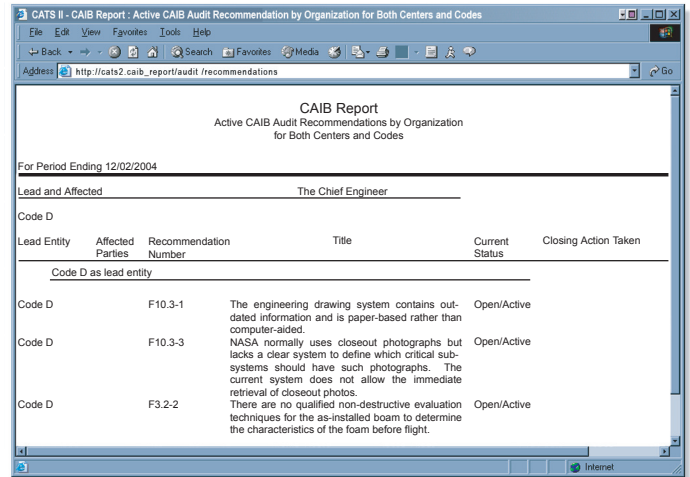 CATS II - CAIB Report : Active CAIB Audit Recommendation by Organization for Both Centers and Codes
File Edit View Favorites Tools Help
Back Search Favorites Media
Address http://cats2.caib_report/audit /recommendations Go
CAIB Report
Active CAIB Audit Recommendations by Organization
for Both Centers and Codes
For Period Ending 12/02/2004
Lead and Affected The Chief Engineer
Code D
Lead Entity Affected Recommendation Title Current Closing Action Taken
Parties Number Status
Code D as lead entity
Code D F10.3-1 The engineering drawing system contains out-
dated information and is paper-based rather than
computer-aided.
Code D F10.3-3 NASA normally uses closeout photographs but
lacks a clear system to define which critical sub-
systems should have such photographs. The
current system does not allow the immediate
retrieval of closeout photos.
Code D F3.2-2 There are no qualified non-destructive evaluation
techniques for the as-installed boam to determine
the characteristics of the foam before flight.
Open/Active
Open/Active
Open/Active
Internet